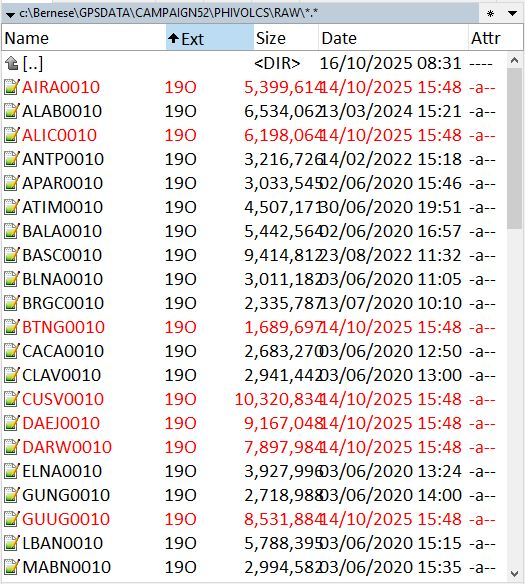 c:\Bernese\GPSDATA\CAMPAIGN52\PHIVOLCS\RAW\*.* * ▼
Name Ext Size Date Attr
[..] <DIR> 16/10/2025 08:31 ----
AIRA0010 19O 5,399,614 14/10/2025 15:48 -a--
ALAB0010 19O 6,534,062 13/03/2024 15:21 -a--
ALIC0010 19O 6,198,064 14/10/2025 15:48 -a--
ANTP0010 19O 3,216,726 14/02/2022 15:18 -a--
APAR0010 19O 3,033,545 02/06/2020 15:46 -a--
ATIM0010 19O 4,507,171 30/06/2020 19:51 -a--
BALA0010 19O 5,442,564 02/06/2020 16:57 -a--
BASC0010 19O 9,414,812 23/08/2022 11:32 -a--
BLNA0010 19O 3,011,182 03/06/2020 11:05 -a--
BRGC0010 19O 2,335,787 13/07/2020 10:10 -a--
BTNG0010 19O 1,689,697 14/10/2025 15:48 -a--
CACA0010 19O 2,683,270 03/06/2020 12:50 -a--
CLAV0010 19O 2,941,442 03/06/2020 13:00 -a--
CUSV0010 19O 10,320,834 14/10/2025 15:48 -a--
DAEJ0010 19O 9,167,048 14/10/2025 15:48 -a--
DARW0010 19O 7,897,984 14/10/2025 15:48 -a--
ELNA0010 19O 3,927,996 03/06/2020 13:24 -a--
GUNG0010 19O 2,718,988 03/06/2020 14:00 -a--
GUUG0010 19O 8,531,884 14/10/2025 15:48 -a--
LBAN0010 19O 5,788,395 03/06/2020 15:15 -a--
MABN0010 19O 2,994,582 03/06/2020 15:35 -a--